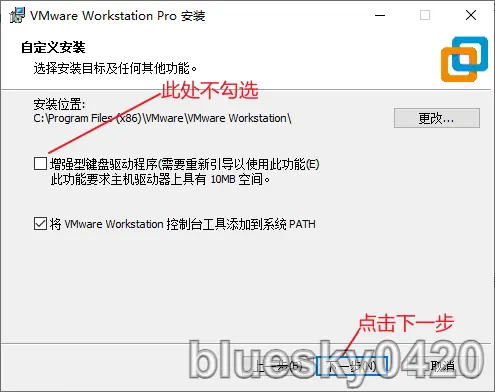 VMware Workstation Pro 安装
自定义安装
选择安装目标及任何其他功能。
此处不勾选
安装位置:
C:\Program Files (x86)\VMware\VMware Workstation\
更改...
增强型键盘驱动程序(需要重新引导以使用此功能(E)
此功能要求主机驱动器上具有 10MB 空间。
将 VMware Workstation 控制台工具添加到系统 PATH
点击下一步
上一步(B)
下一步(N)
取消
bluesky0420